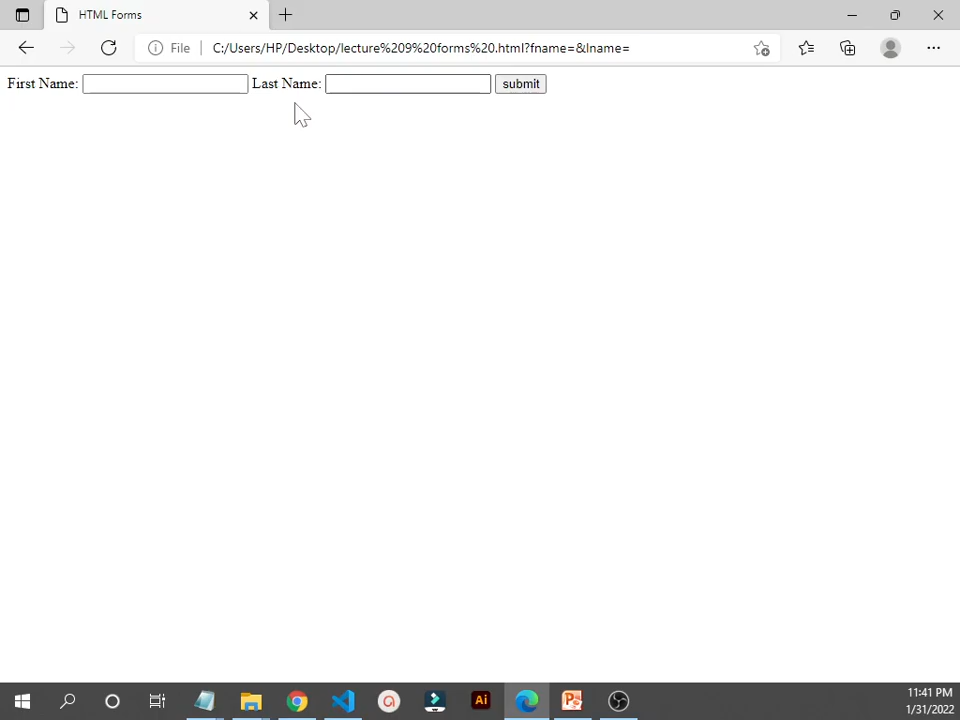 HTML Forms
File C:/Users/HP/Desktop/lecture%209%20forms%20.html?fname=&lname=
First Name: Last Name: submit
Ai
11:41 PM
1/31/2022